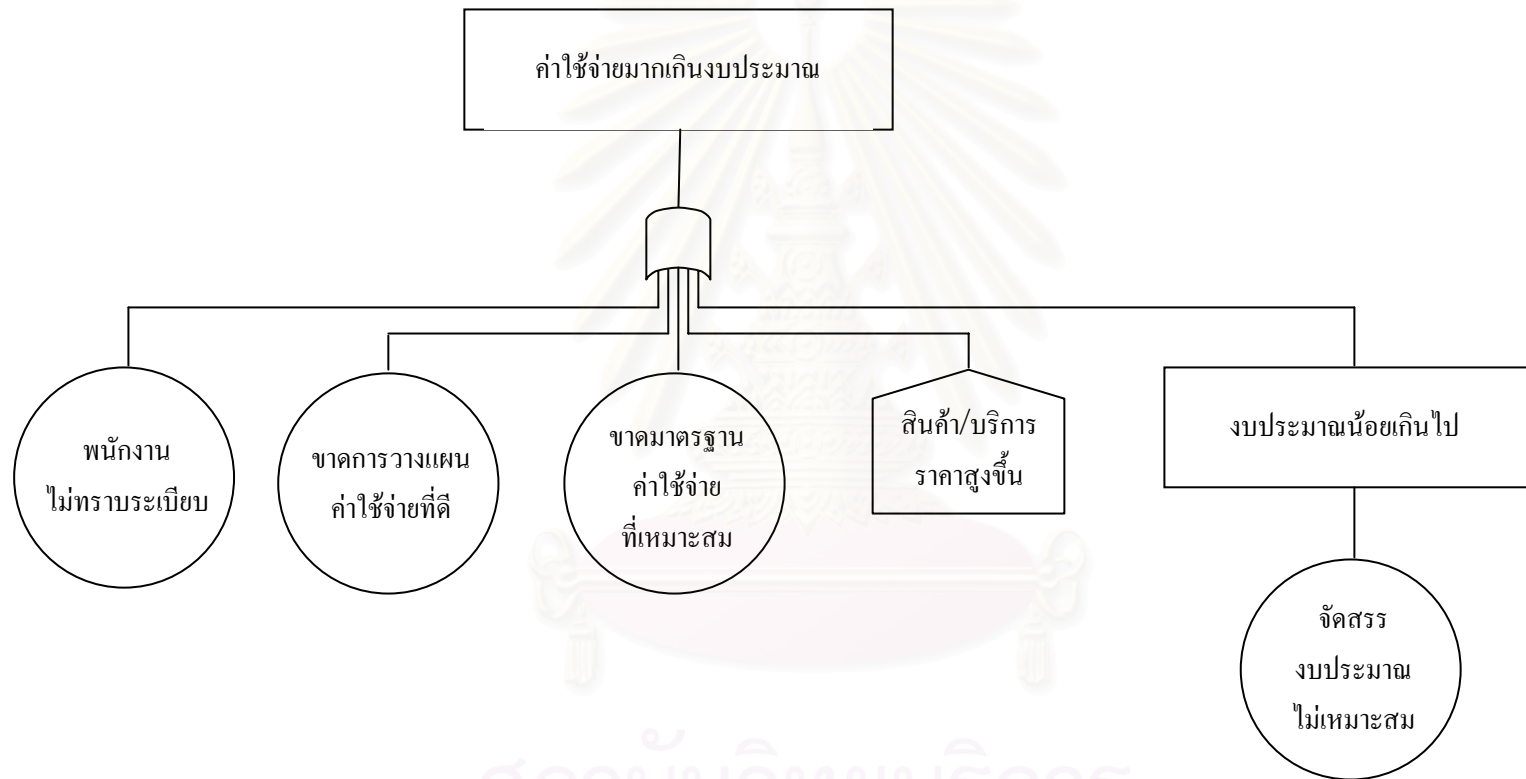 ค่าใช้จ่ายมากเกินงบประมาณ
พนักงาน
ไม่ทราบระเบียบ
ขาดการวางแผน
ค่าใช้จ่ายที่ดี
ขาดมาตรฐาน
ค่าใช้จ่าย
ที่เหมาะสม
สินค้า/บริการ
ราคาสูงขึ้น
งบประมาณน้อยเกินไป
จัดสรร
งบประมาณ
ไม่เหมาะสม